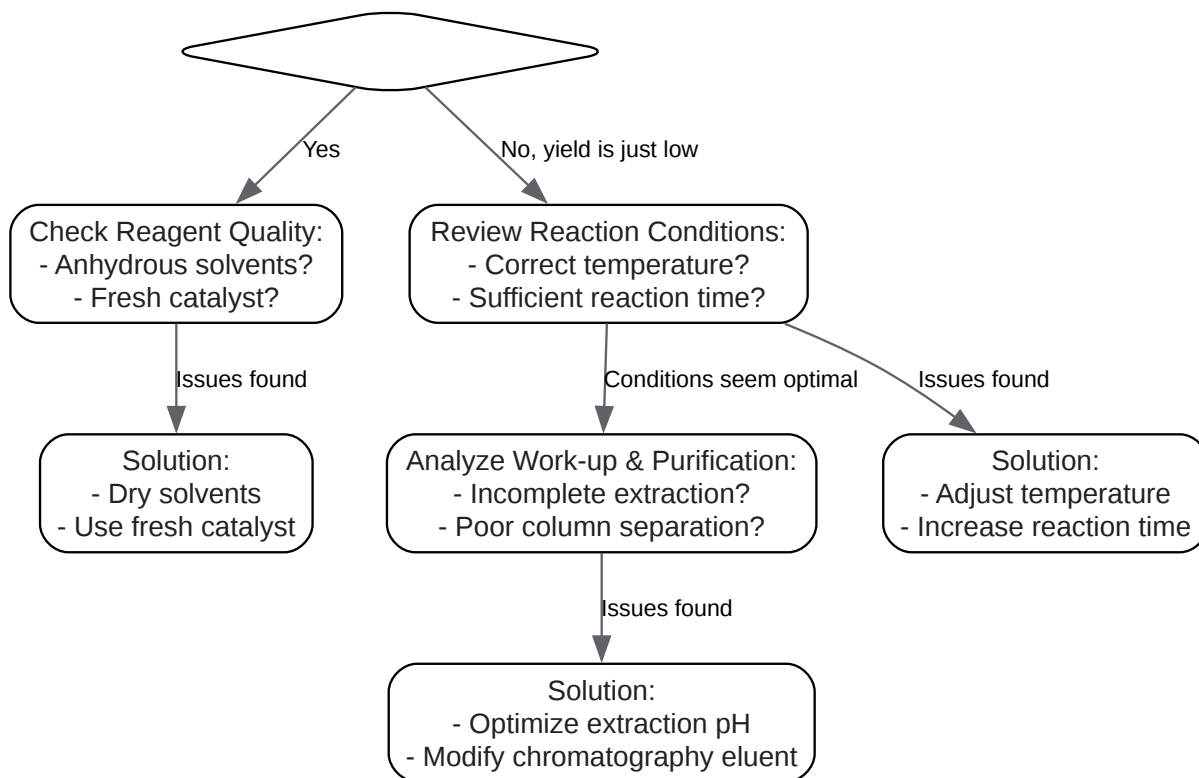 Yes
No, yield is just low
Check Reagent Quality:
- Anhydrous solvents?
- Fresh catalyst?
Review Reaction Conditions:
- Correct temperature?
- Sufficient reaction time?
Issues found
Conditions seem optimal
Issues found
Solution:
- Dry solvents
- Use fresh catalyst
Analyze Work-up & Purification:
- Incomplete extraction?
- Poor column separation?
Solution:
- Adjust temperature
- Increase reaction time
Issues found
Solution:
- Optimize extraction pH
- Modify chromatography eluent